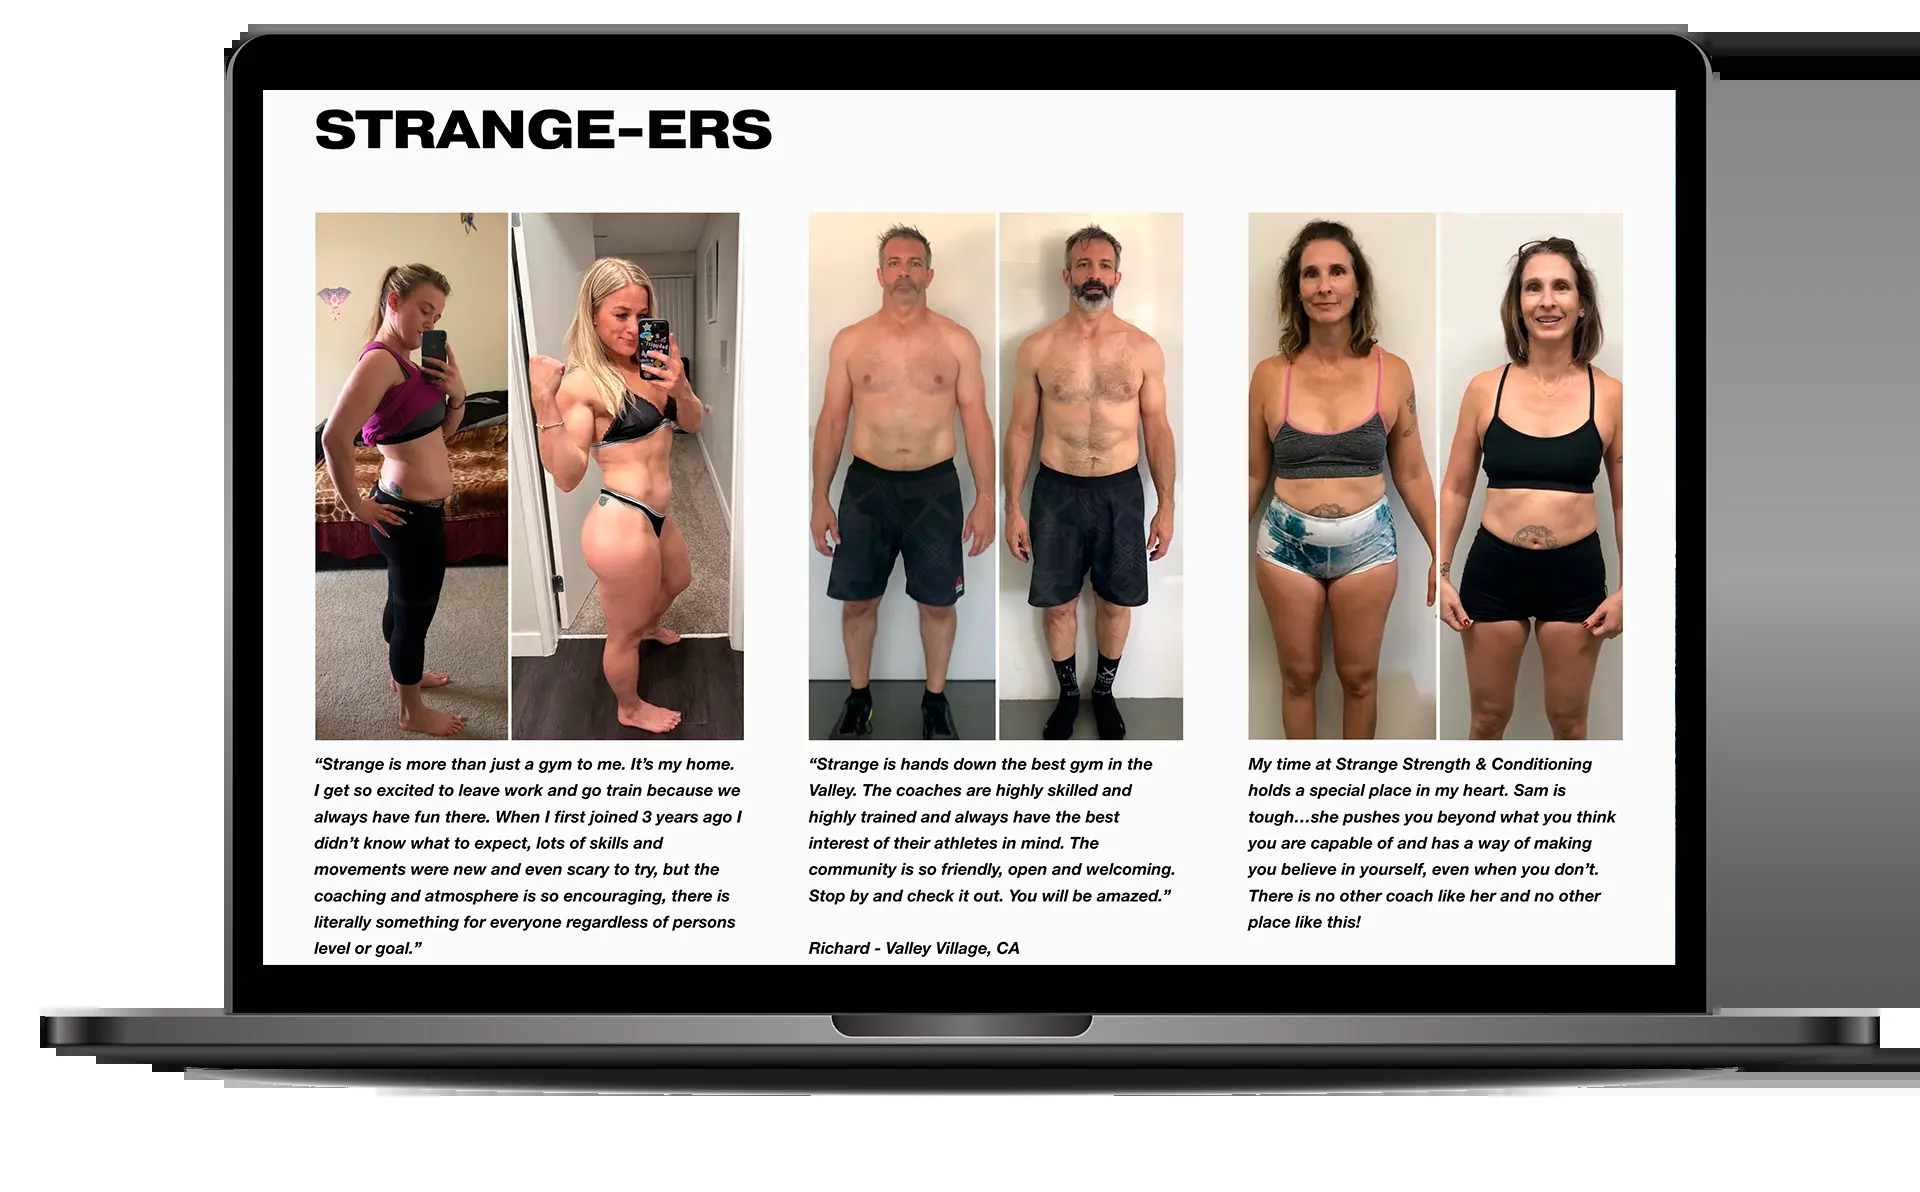 STRANGE-ERS
“Strange is more than just a gym to me. It’s my home.
I get so excited to leave work and go train because we
always have fun there. When I first joined 3 years ago I
didn’t know what to expect, lots of skills and
movements were new and even scary to try, but the
coaching and atmosphere is so encouraging, there is
literally something for everyone regardless of persons
level or goal.”
“Strange is hands down the best gym in the
Valley. The coaches are highly skilled and
highly trained and always have the best
interest of their athletes in mind. The
community is so friendly, open and welcoming.
Stop by and check it out. You will be amazed.”
Richard - Valley Village, CA
My time at Strange Strength & Conditioning
holds a special place in my heart. Sam is
tough…she pushes you beyond what you think
you are capable of and has a way of making
you believe in yourself, even when you don’t.
There is no other coach like her and no other
place like this!